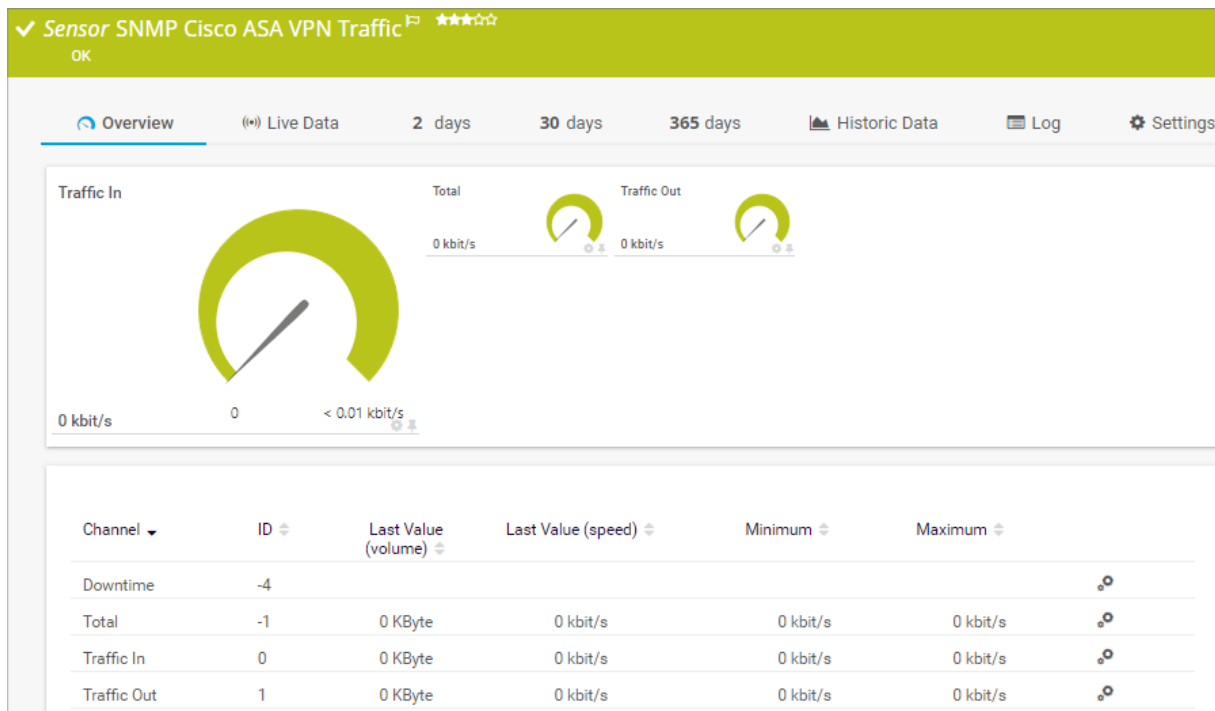 Sensor SNMP Cisco ASA VPN Traffic
OK
Overview Live Data 2 days 30 days 365 days Historic Data Log Settings
Traffic In
0 kbit/s
0 < 0.01 kbit/s
Total
0 kbit/s
Traffic Out
0 kbit/s
Channel ID Last Value (volume) Last Value (speed) Minimum Maximum
Downtime -4
Total -1 0 KByte 0 kbit/s 0 kbit/s 0 kbit/s
Traffic In 0 0 KByte 0 kbit/s 0 kbit/s 0 kbit/s
Traffic Out 1 0 KByte 0 kbit/s 0 kbit/s 0 kbit/s